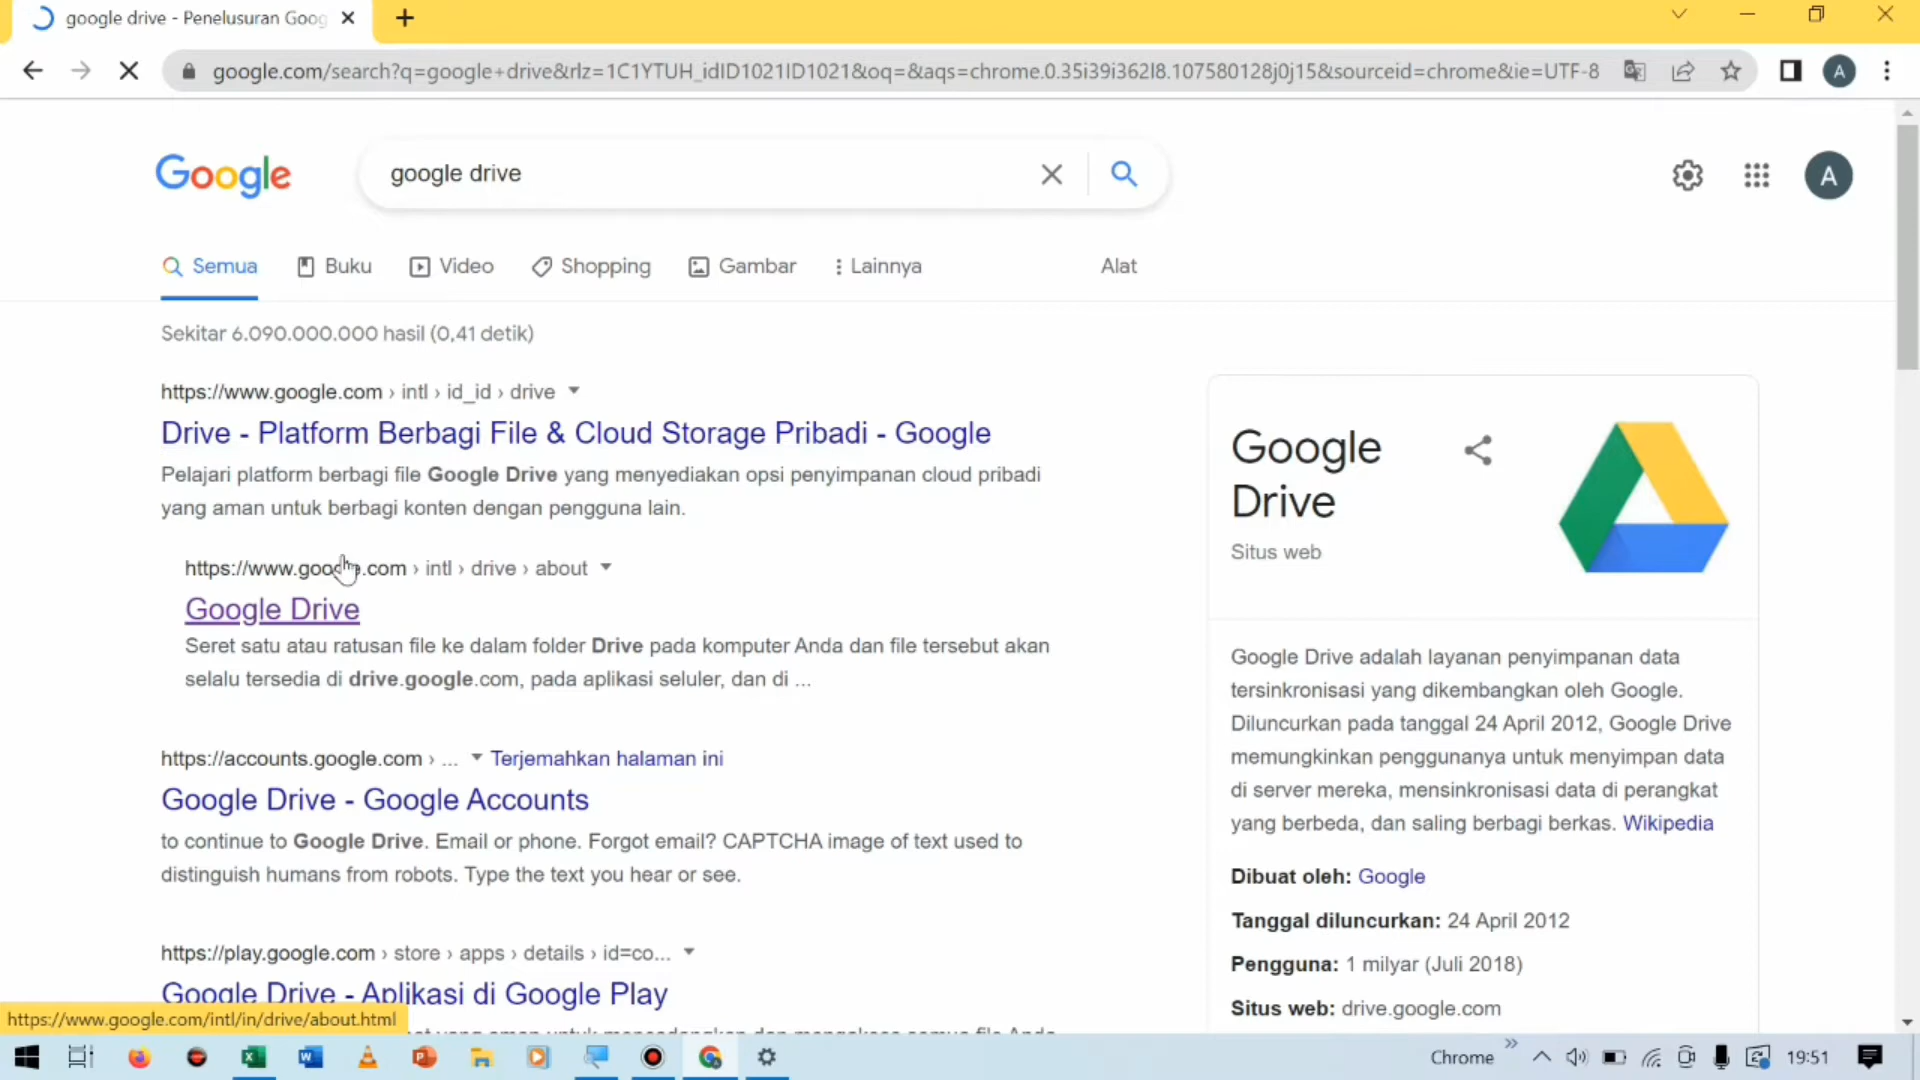 google drive - Penelusuran Goog
google.com/search?q=google+drive&rlz=1C1YTUH_idID1021ID1021&oq=&aqs=chrome.0.35i39i362l8.107580128j0j15&sourceid=chrome&ie=UTF-8
A
Google
google drive
A
Semua
Buku
Video
Shopping
Gambar
Lainnya
Alat
Sekitar 6.090.000.000 hasil (0,41 detik)
https://www.google.com › intl › id_id › drive
Drive - Platform Berbagi File & Cloud Storage Pribadi - Google
Pelajari platform berbagi file Google Drive yang menyediakan opsi penyimpanan cloud pribadi
yang aman untuk berbagi konten dengan pengguna lain.
https://www.google.com › intl › drive › about
Google Drive
Seret satu atau ratusan file ke dalam folder Drive pada komputer Anda dan file tersebut akan
selalu tersedia di drive.google.com, pada aplikasi seluler, dan di ...
https://accounts.google.com › ... Terjemahkan halaman ini
Google Drive - Google Accounts
to continue to Google Drive. Email or phone. Forgot email? CAPTCHA image of text used to
distinguish humans from robots. Type the text you hear or see.
https://play.google.com › store › apps › details › id=co...
Google Drive - Aplikasi di Google Play
Google
Drive
Situs web
Google Drive adalah layanan penyimpanan data
tersinkronisasi yang dikembangkan oleh Google.
Diluncurkan pada tanggal 24 April 2012, Google Drive
memungkinkan penggunanya untuk menyimpan data
di server mereka, mensinkronisasi data di perangkat
yang berbeda, dan saling berbagi berkas. Wikipedia
Dibuat oleh: Google
Tanggal diluncurkan: 24 April 2012
Pengguna: 1 milyar (Juli 2018)
Situs web: drive.google.com
https://www.google.com/intl/in/drive/about.html
Chrome
19:51